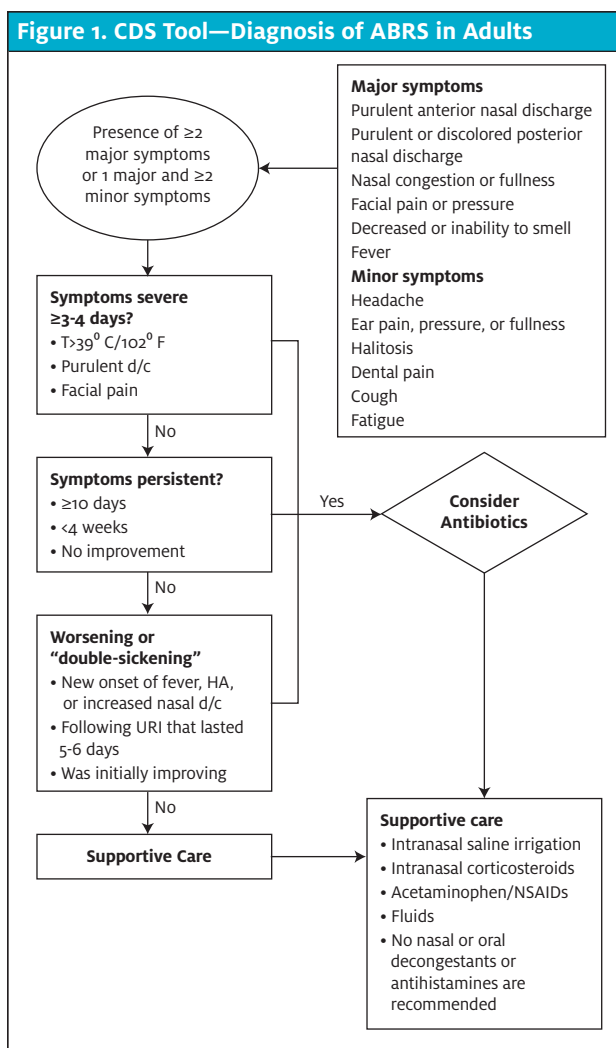 Figure 1. CDS Tool—Diagnosis of ABRS in Adults
Presence of ≥2
major symptoms
or 1 major and ≥2
minor symptoms
Major symptoms
Purulent anterior nasal discharge
Purulent or discolored posterior
nasal discharge
Nasal congestion or fullness
Facial pain or pressure
Decreased or inability to smell
Fever
Minor symptoms
Headache
Ear pain, pressure, or fullness
Halitosis
Dental pain
Cough
Fatigue
Symptoms severe
≥3-4 days?
• T>39⁰ C/102⁰ F
• Purulent d/c
• Facial pain
No
Symptoms persistent?
• ≥10 days
• <4 weeks
• No improvement
Yes
Consider
Antibiotics
No
Worsening or
“double-sickening”
• New onset of fever, HA,
or increased nasal d/c
• Following URI that lasted
5-6 days
• Was initially improving
No
Supportive Care
Supportive care
• Intranasal saline irrigation
• Intranasal corticosteroids
• Acetaminophen/NSAIDs
• Fluids
• No nasal or oral
decongestants or
antihistamines are
recommended